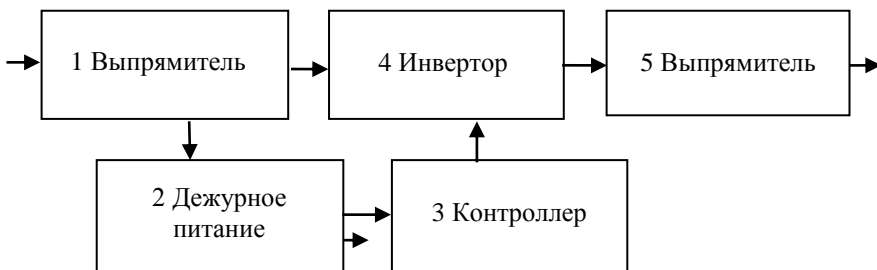 1 Выпрямитель
4 Инвертор
5 Выпрямитель
2 Дежурное
питание
3 Контроллер